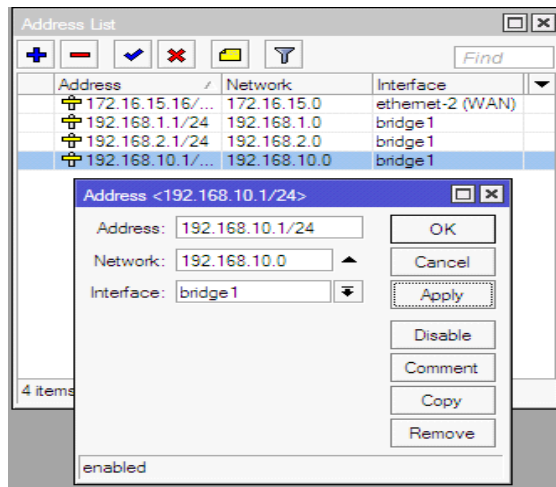 Address List
Find
Address / Network Interface
172.16.15.16/... 172.16.15.0 ethernet-2 (WAN)
192.168.1.1/24 192.168.1.0 bridge1
192.168.2.1/24 192.168.2.0 bridge1
192.168.10.1/... 192.168.10.0 bridge1
Address <192.168.10.1/24>
Address: 192.168.10.1/24 OK
Network: 192.168.10.0 Cancel
Interface: bridge1 Apply
Disable
Comment
4 items
Copy
Remove
enabled